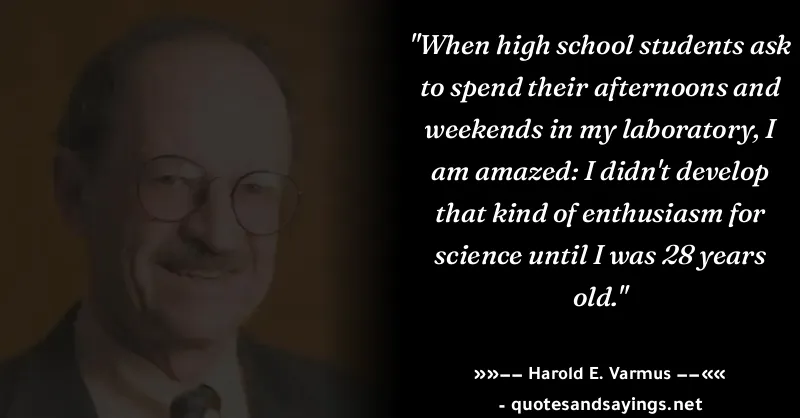 "When high school students ask
to spend their afternoons and
weekends in my laboratory, I
am amazed: I didn't develop
that kind of enthusiasm for
science until I was 28 years
old."
»»−− Harold E. Varmus −−««
- quotesandsayings.net